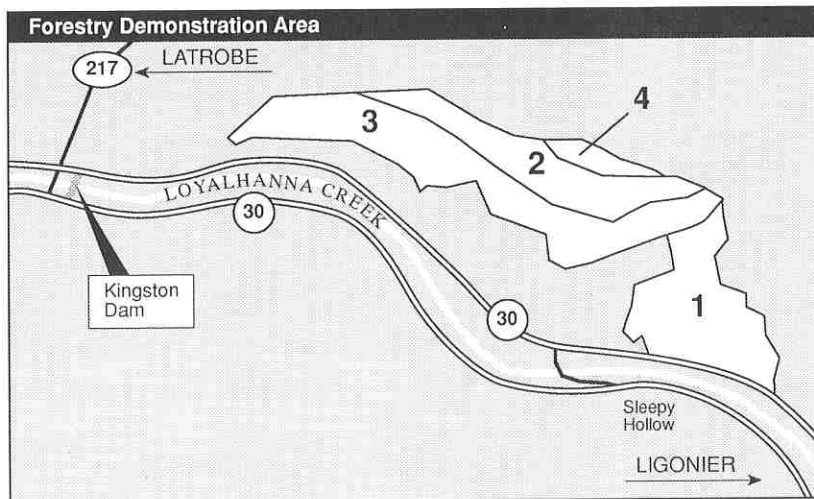 Forestry Demonstration Area
217
LATROBE
4
3
2
LOYALHANNA CREEK
30
Kingston
Dam
1
30
Sleepy
Hollow
LIGONIER